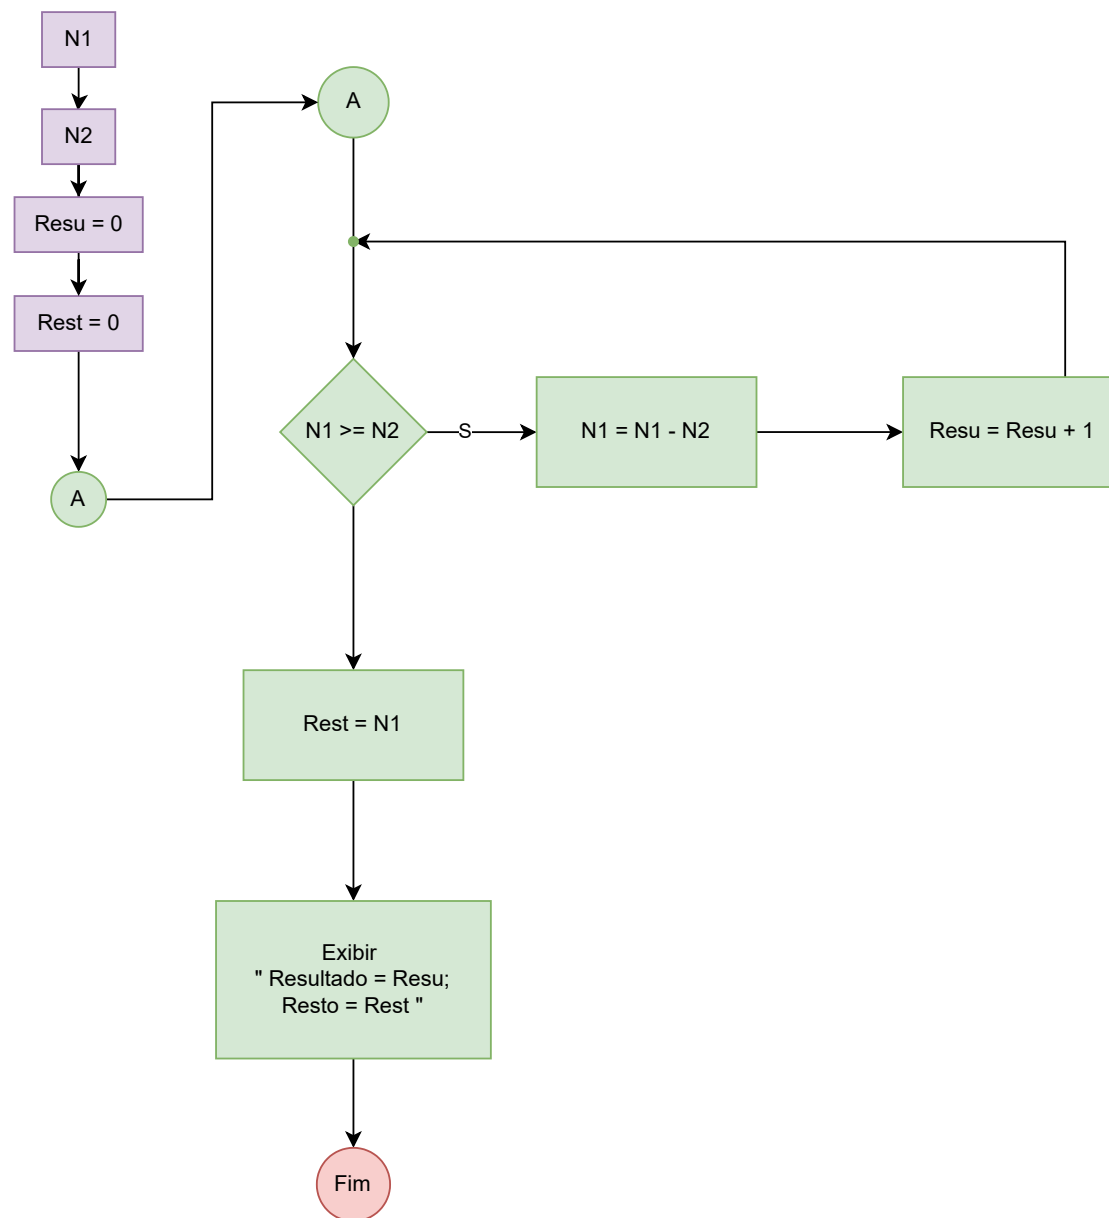 N1
N2
Resu = 0
Rest = 0
A
A
N1 >= N2
S
N1 = N1 - N2
Resu = Resu + 1
Rest = N1
Exibir
" Resultado = Resu;
Resto = Rest "
Fim